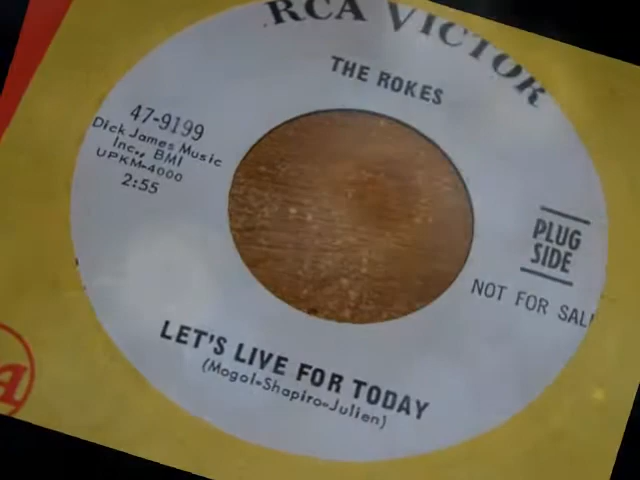 RCA VICTOR
THE ROKES
47-9199
Dick James Music
Inc., BMI
UPKM-4000
2:55
PLUG
SIDE
NOT FOR SAL
LET'S LIVE FOR TODAY
(Mogol-Shapiro-Julien)
A